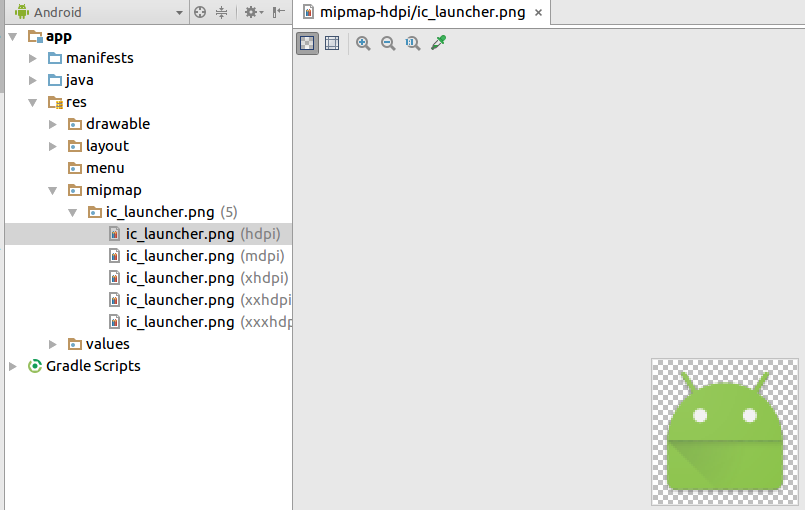 Android
mipmap-hdpi/ic_launcher.png
app
manifests
java
res
drawable
layout
menu
mipmap
ic_launcher.png (5)
ic_launcher.png (hdpi)
ic_launcher.png (mdpi)
ic_launcher.png (xhdpi)
ic_launcher.png (xxhdpi
ic_launcher.png (xxxhdp
values
Gradle Scripts